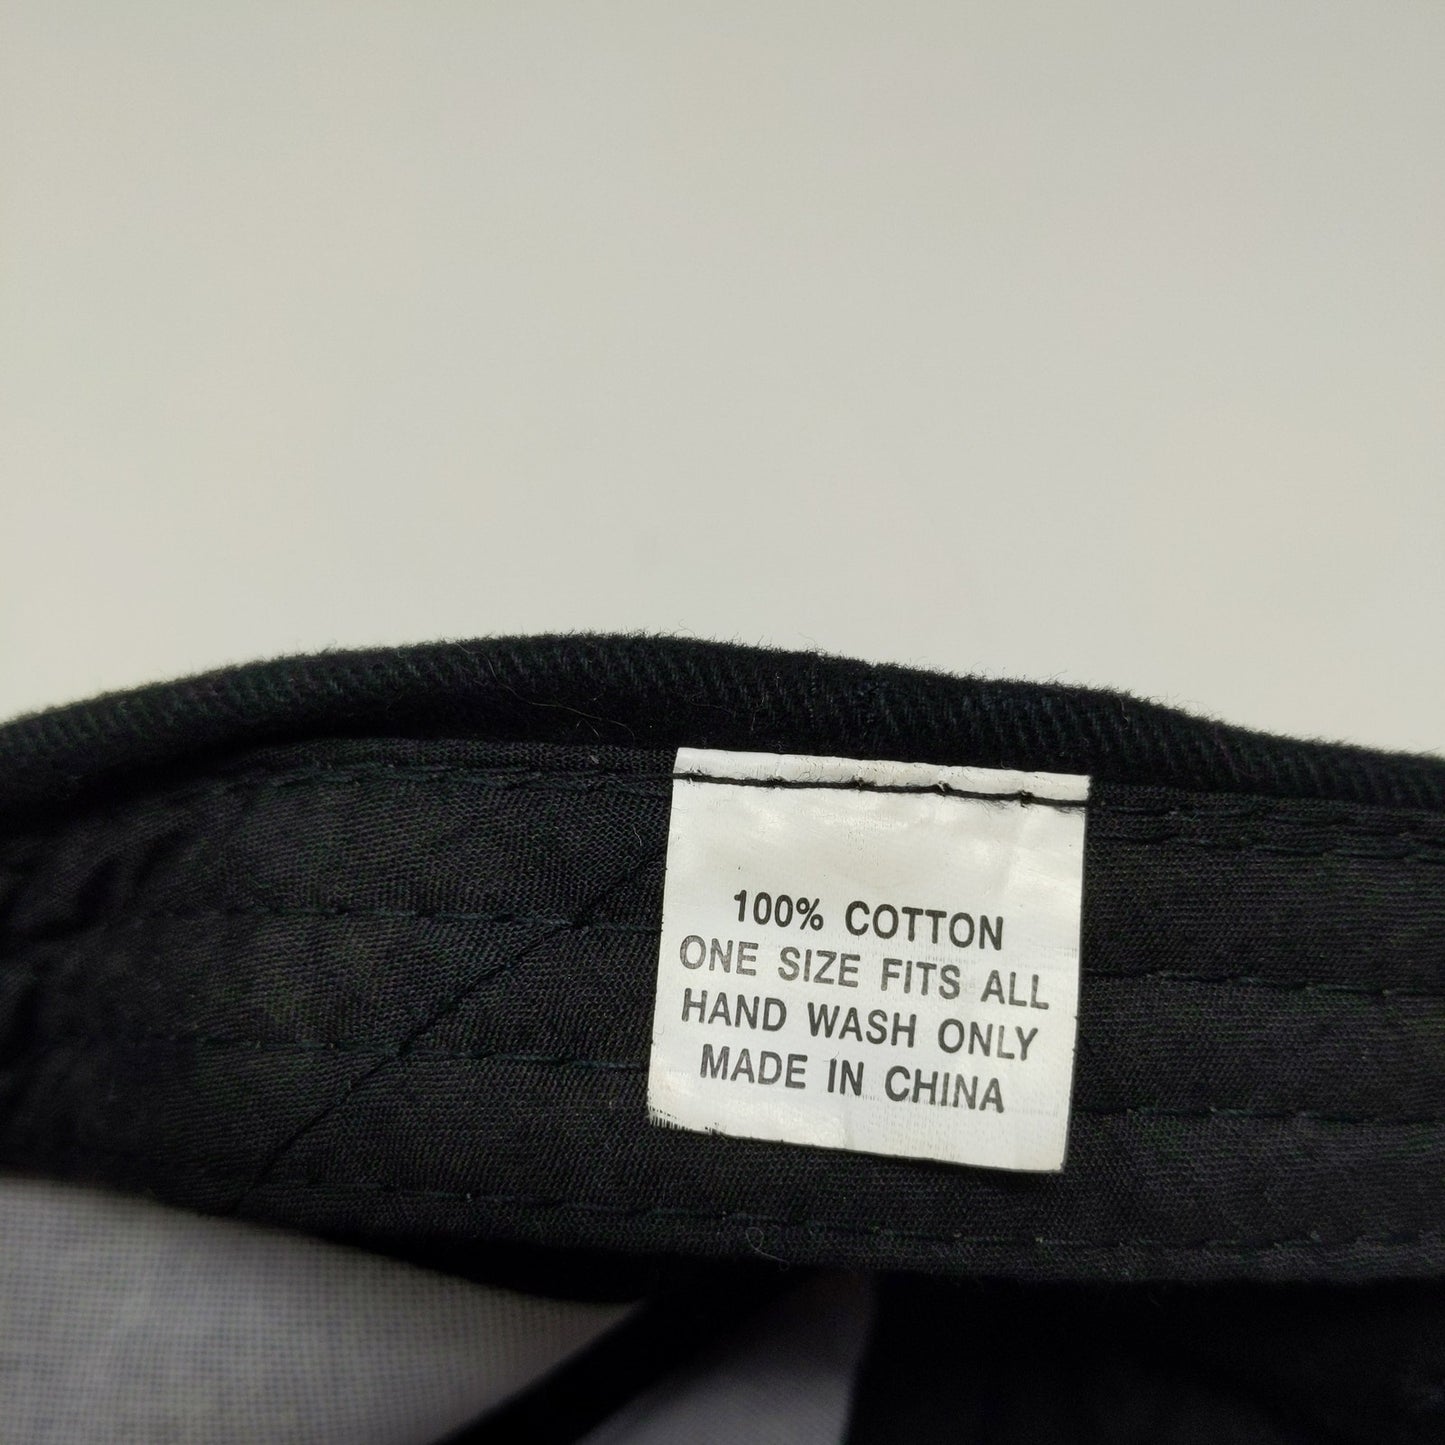 100% COTTON
ONE SIZE FITS ALL
HAND WASH ONLY
MADE IN CHINA